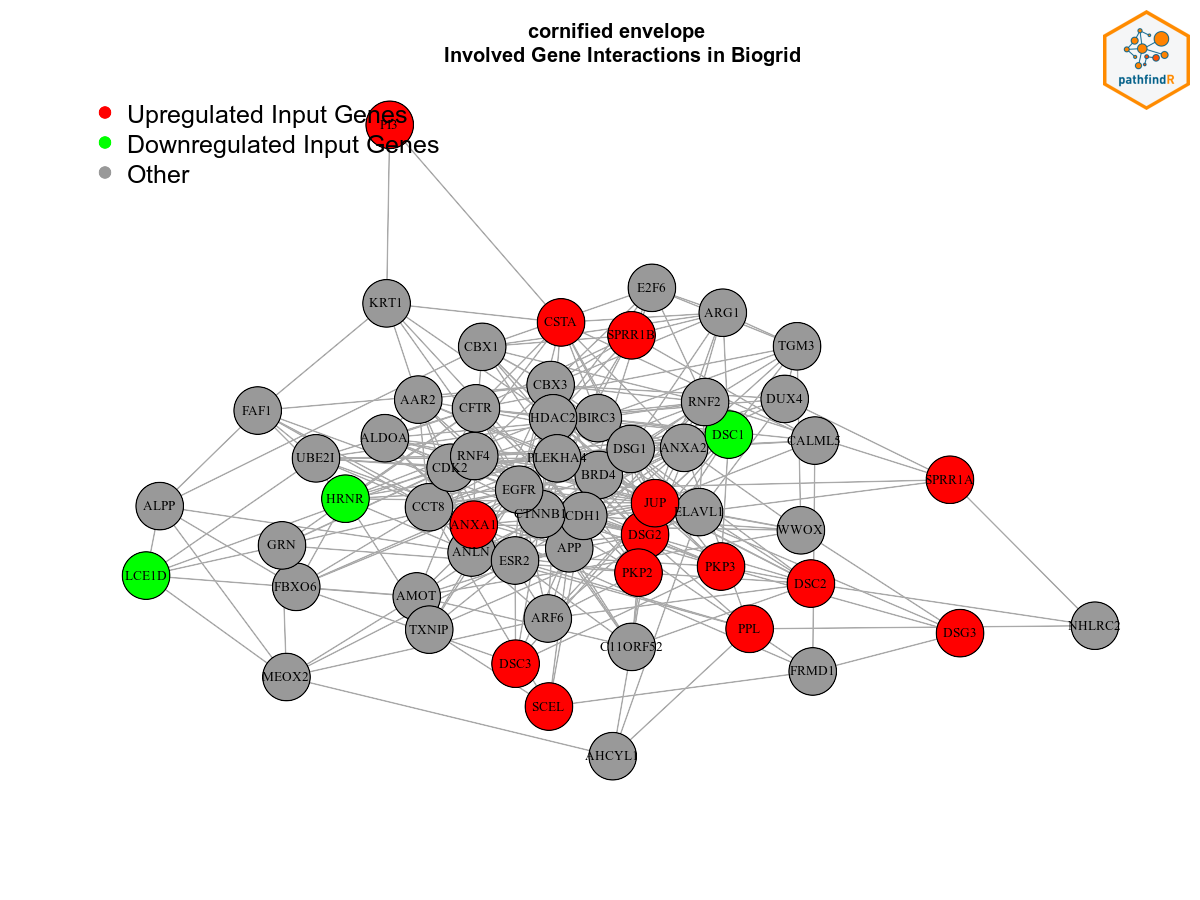 cornified envelope
Involved Gene Interactions in Biogrid
pathfindR
Upregulated Input Genes
PI3
Downregulated Input Genes
Other
E2F6
KRT1
ARG1
CSTA
SPRR1B
CBX1
TGM3
CBX3
AAR2
DUX4
RNF2
CFTR
FAF1
HDAC2
BIRC3
DSC1
ALDOA
CALML5
DSG1
ANXA2
RNF4
UBE2I
PLEKHA4
CDK2
BRD4
SPRR1A
EGFR
HRNR
JUP
ALPP
CCT8
ELAVL1
CTNNB1
CDH1
ANXA1
WWOX
DSG2
GRN
APP
ANLN
ESR2
PKP3
PKP2
LCE1D
DSC2
FBXO6
AMOT
ARF6
NHLRC2
PPL
TXNIP
DSG3
C11ORF52
DSC3
FRMD1
MEOX2
SCEL
AHCYL1